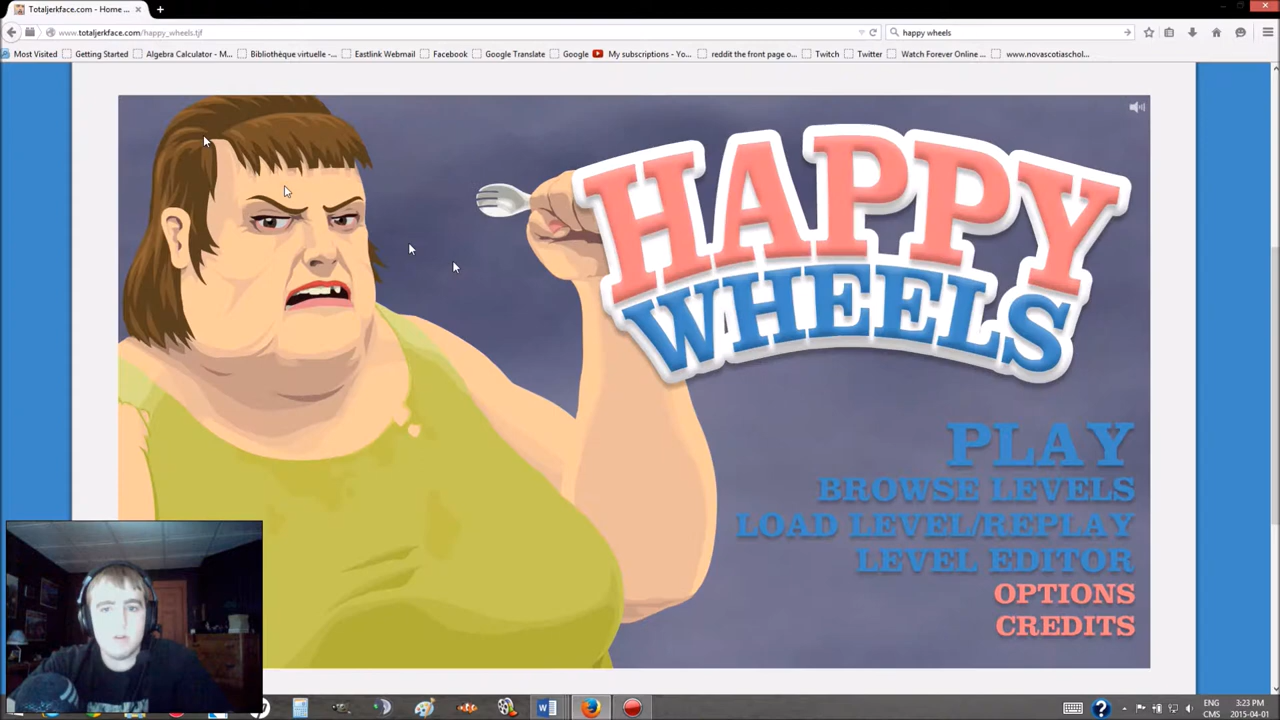 Totaljerkface.com - Home ...
www.totaljerkface.com/happy_wheels.tjf
happy wheels
Most Visited Getting Started Algebra Calculator - M... Bibliothèque virtuelle -... Eastlink Webmail Facebook Google Translate Google My subscriptions - Yo... reddit the front page o... Twitch Twitter Watch Forever Online ... www.novascotiaschol...
HAPPY
WHEELS
PLAY
BROWSE LEVELS
LOAD LEVEL/REPLAY
LEVEL EDITOR
OPTIONS
CREDITS
ENG 3:23 PM
CMS 2015-04-01